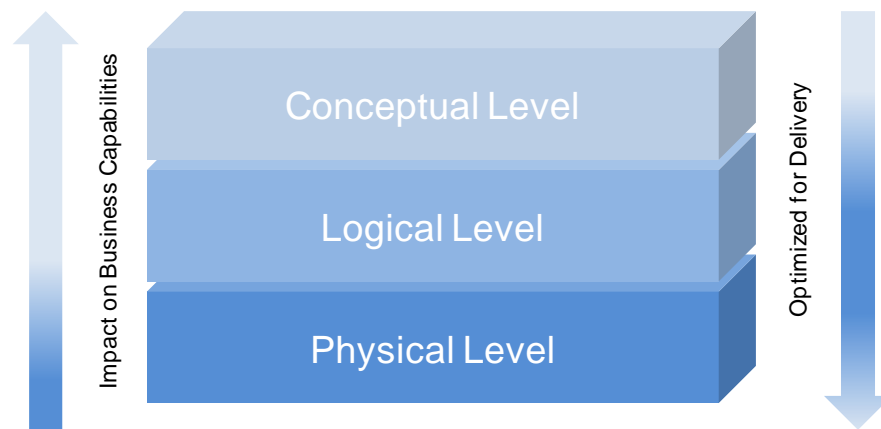 Impact on Business Capabilities
Conceptual Level
Logical Level
Physical Level
Optimized for Delivery